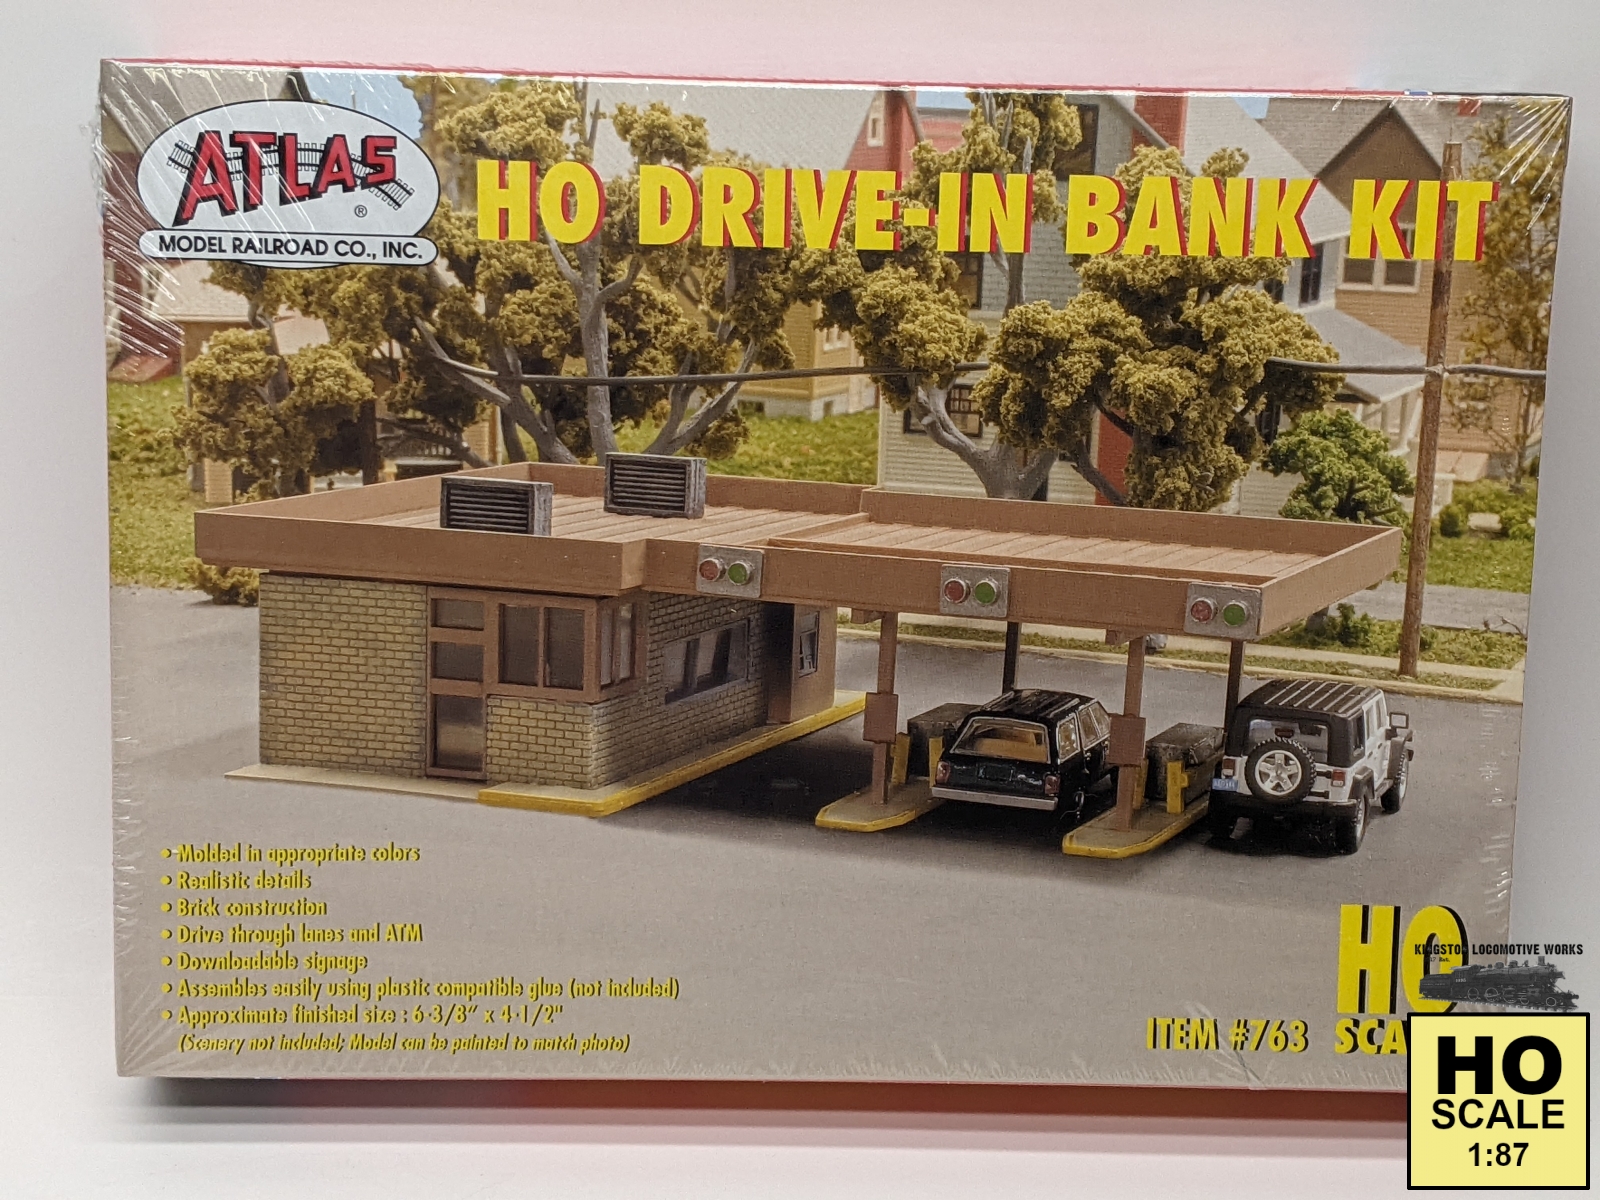 ATLAS
®
MODEL RAILROAD CO., INC.
HO DRIVE-IN BANK KIT
• Molded in appropriate colors
• Realistic details
• Brick construction
• Drive through lanes and ATM
• Downloadable signage
• Assembles easily using plastic compatible glue (not included)
• Approximate finished size : 6-3/8" x 4-1/2"
(Scenery not included; Model can be painted to match photo)
ITEM #763
HO
KINGSTON LOCOMOTIVE WORKS
HO
SCALE
1:87